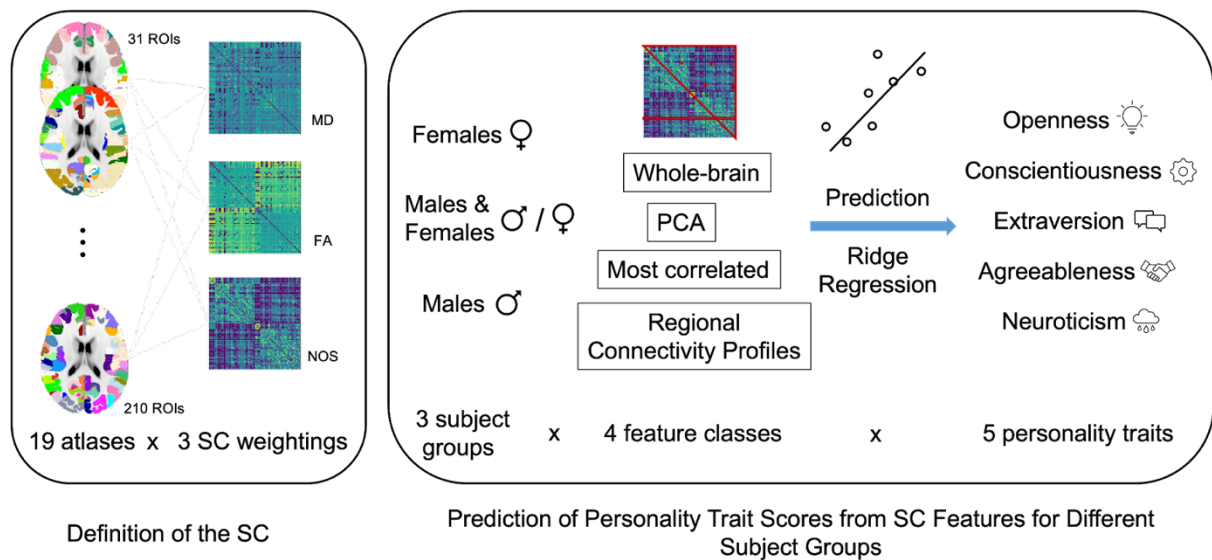 31 ROIs
MD
FA
NOS
210 ROIs
19 atlases x 3 SC weightings
Definition of the SC
Females ♀
Males &
Females ♂ / ♀
Males ♂
Whole-brain
PCA
Most correlated
Regional
Connectivity Profiles
Prediction
Ridge
Regression
Openness
Conscientiousness
Extraversion
Agreeableness
Neuroticism
3 subject
groups
x
4 feature classes
x
5 personality traits
Prediction of Personality Trait Scores from SC Features for Different
Subject Groups